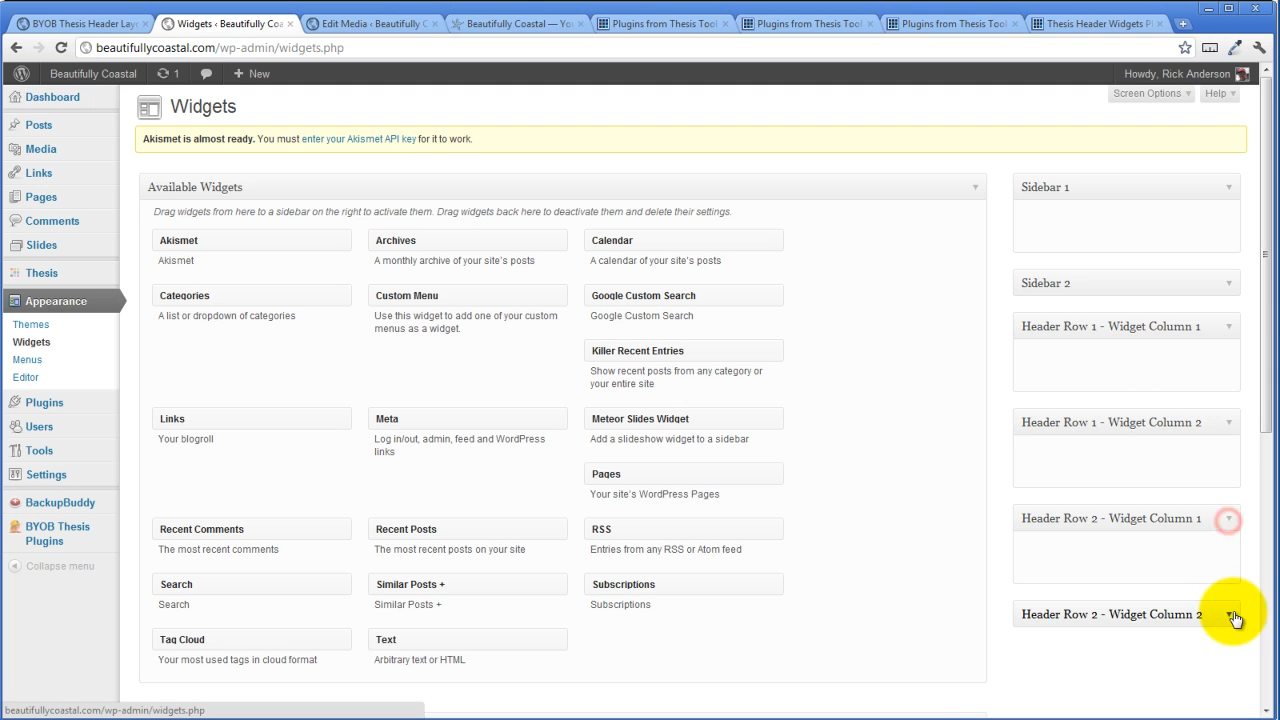 BYOB Thesis Header Laye
Widgets ‹ Beautifully Coa
Edit Media ‹ Beautifully C
Beautifully Coastal — Yo
Plugins from Thesis Tool
Plugins from Thesis Tool
Plugins from Thesis Tool
Thesis Header Widgets P
beautifullycoastal.com/wp-admin/widgets.php
Beautifully Coastal
1
New
Howdy, Rick Anderson
Screen Options
Help
Dashboard
Posts
Media
Links
Pages
Comments
Slides
Thesis
Appearance
Themes
Widgets
Menus
Editor
Plugins
Users
Tools
Settings
BackupBuddy
BYOB Thesis
Plugins
Collapse menu
Widgets
Akismet is almost ready. You must enter your Akismet API key for it to work.
Available Widgets
Drag widgets from here to a sidebar on the right to activate them. Drag widgets back here to deactivate them and delete their settings.
Akismet
Akismet
Archives
A monthly archive of your site's posts
Calendar
A calendar of your site's posts
Categories
A list or dropdown of categories
Custom Menu
Use this widget to add one of your custom
menus as a widget.
Google Custom Search
Google Custom Search
Killer Recent Entries
Show recent posts from any category or
your entire site
Links
Your blogroll
Meta
Log in/out, admin, feed and WordPress
links
Meteor Slides Widget
Add a slideshow widget to a sidebar
Pages
Your site's WordPress Pages
Recent Comments
The most recent comments
Recent Posts
The most recent posts on your site
RSS
Entries from any RSS or Atom feed
Search
Search
Similar Posts +
Similar Posts +
Subscriptions
Subscriptions
Tag Cloud
Your most used tags in cloud format
Text
Arbitrary text or HTML
Sidebar 1
Sidebar 2
Header Row 1 - Widget Column 1
Header Row 1 - Widget Column 2
Header Row 2 - Widget Column 1
Header Row 2 - Widget Column 2
beautifullycoastal.com/wp-admin/widgets.php